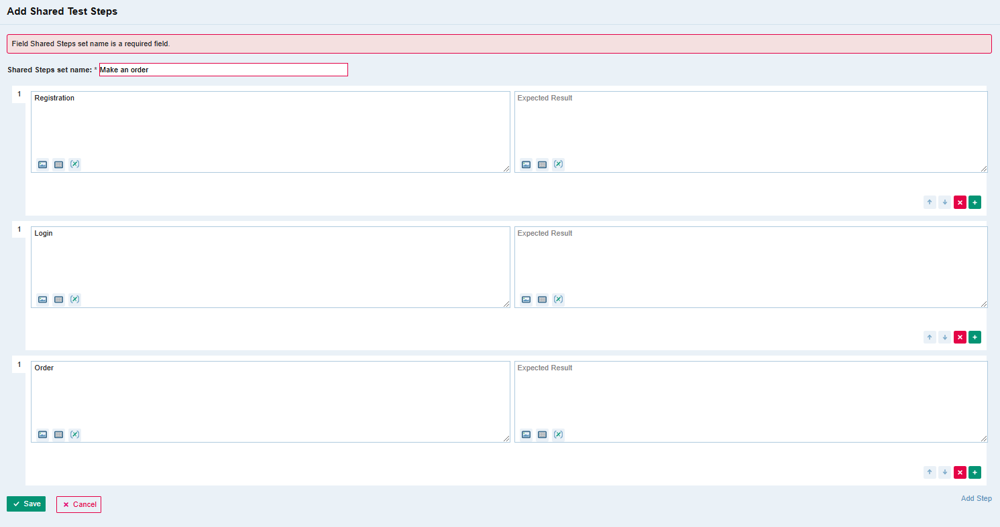 Add Shared Test Steps
Field Shared Steps set name is a required field.
Shared Steps set name: * Make an order
1
Registration
Expected Result
1
Login
Expected Result
1
Order
Expected Result
Save
Cancel
Add Step